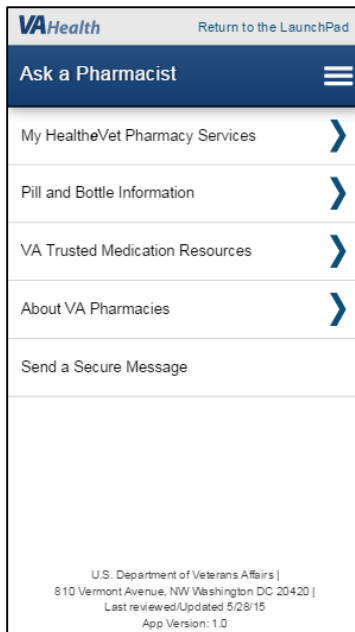 VAHealth Return to the LaunchPad
Ask a Pharmacist
My HealtheVet Pharmacy Services
Pill and Bottle Information
VA Trusted Medication Resources
About VA Pharmacies
Send a Secure Message
U.S. Department of Veterans Affairs |
810 Vermont Avenue, NW Washington DC 20420 |
Last reviewed/Updated 5/28/15
App Version: 1.0